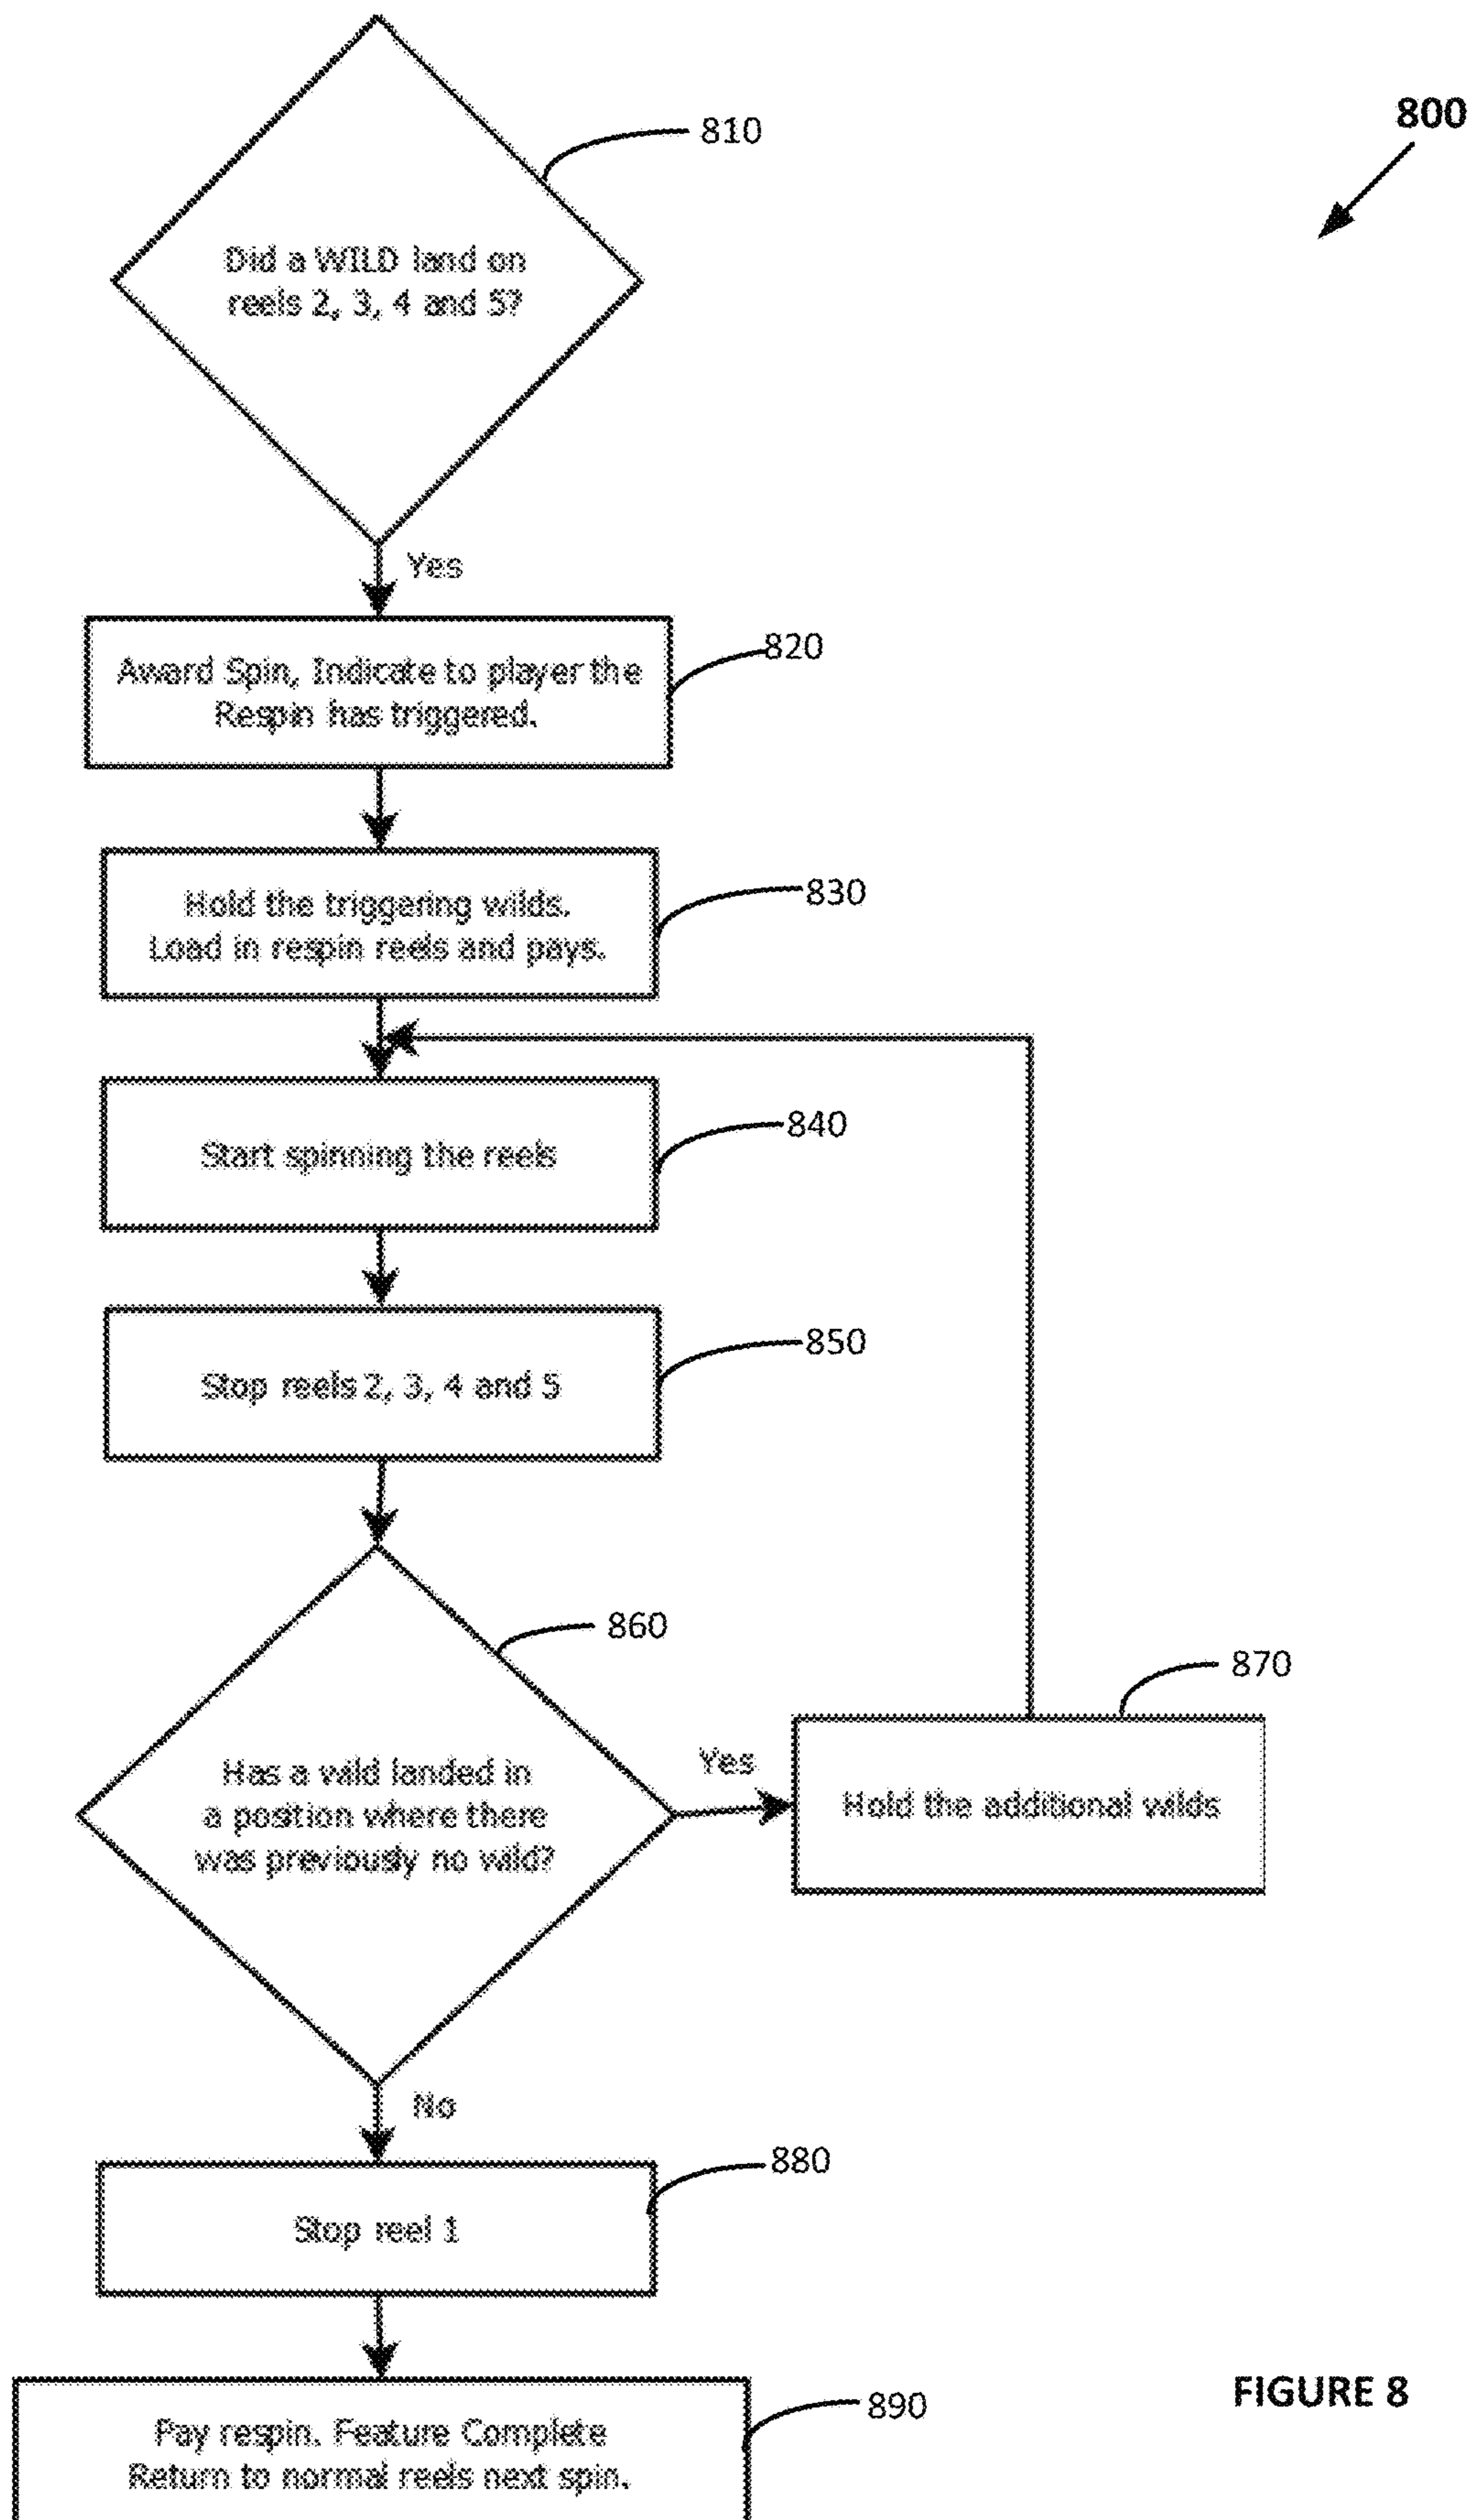 800
810
Did a WILD land on
reels 2, 3, 4 and 5?
Yes
820
Award Spin, Indicate to player the
Respin has triggered.
830
Hold the triggering wilds.
Load in respin reels and pays.
840
Start spinning the reels
850
Stop reels 2, 3, 4 and 5
860
Has a wild landed in
a position where there
was previously no wild?
Yes
870
Hold the additional wilds
No
880
Stop reel 1
890
Pay respin. Feature Complete
Return to normal reels next spin.
FIGURE 8